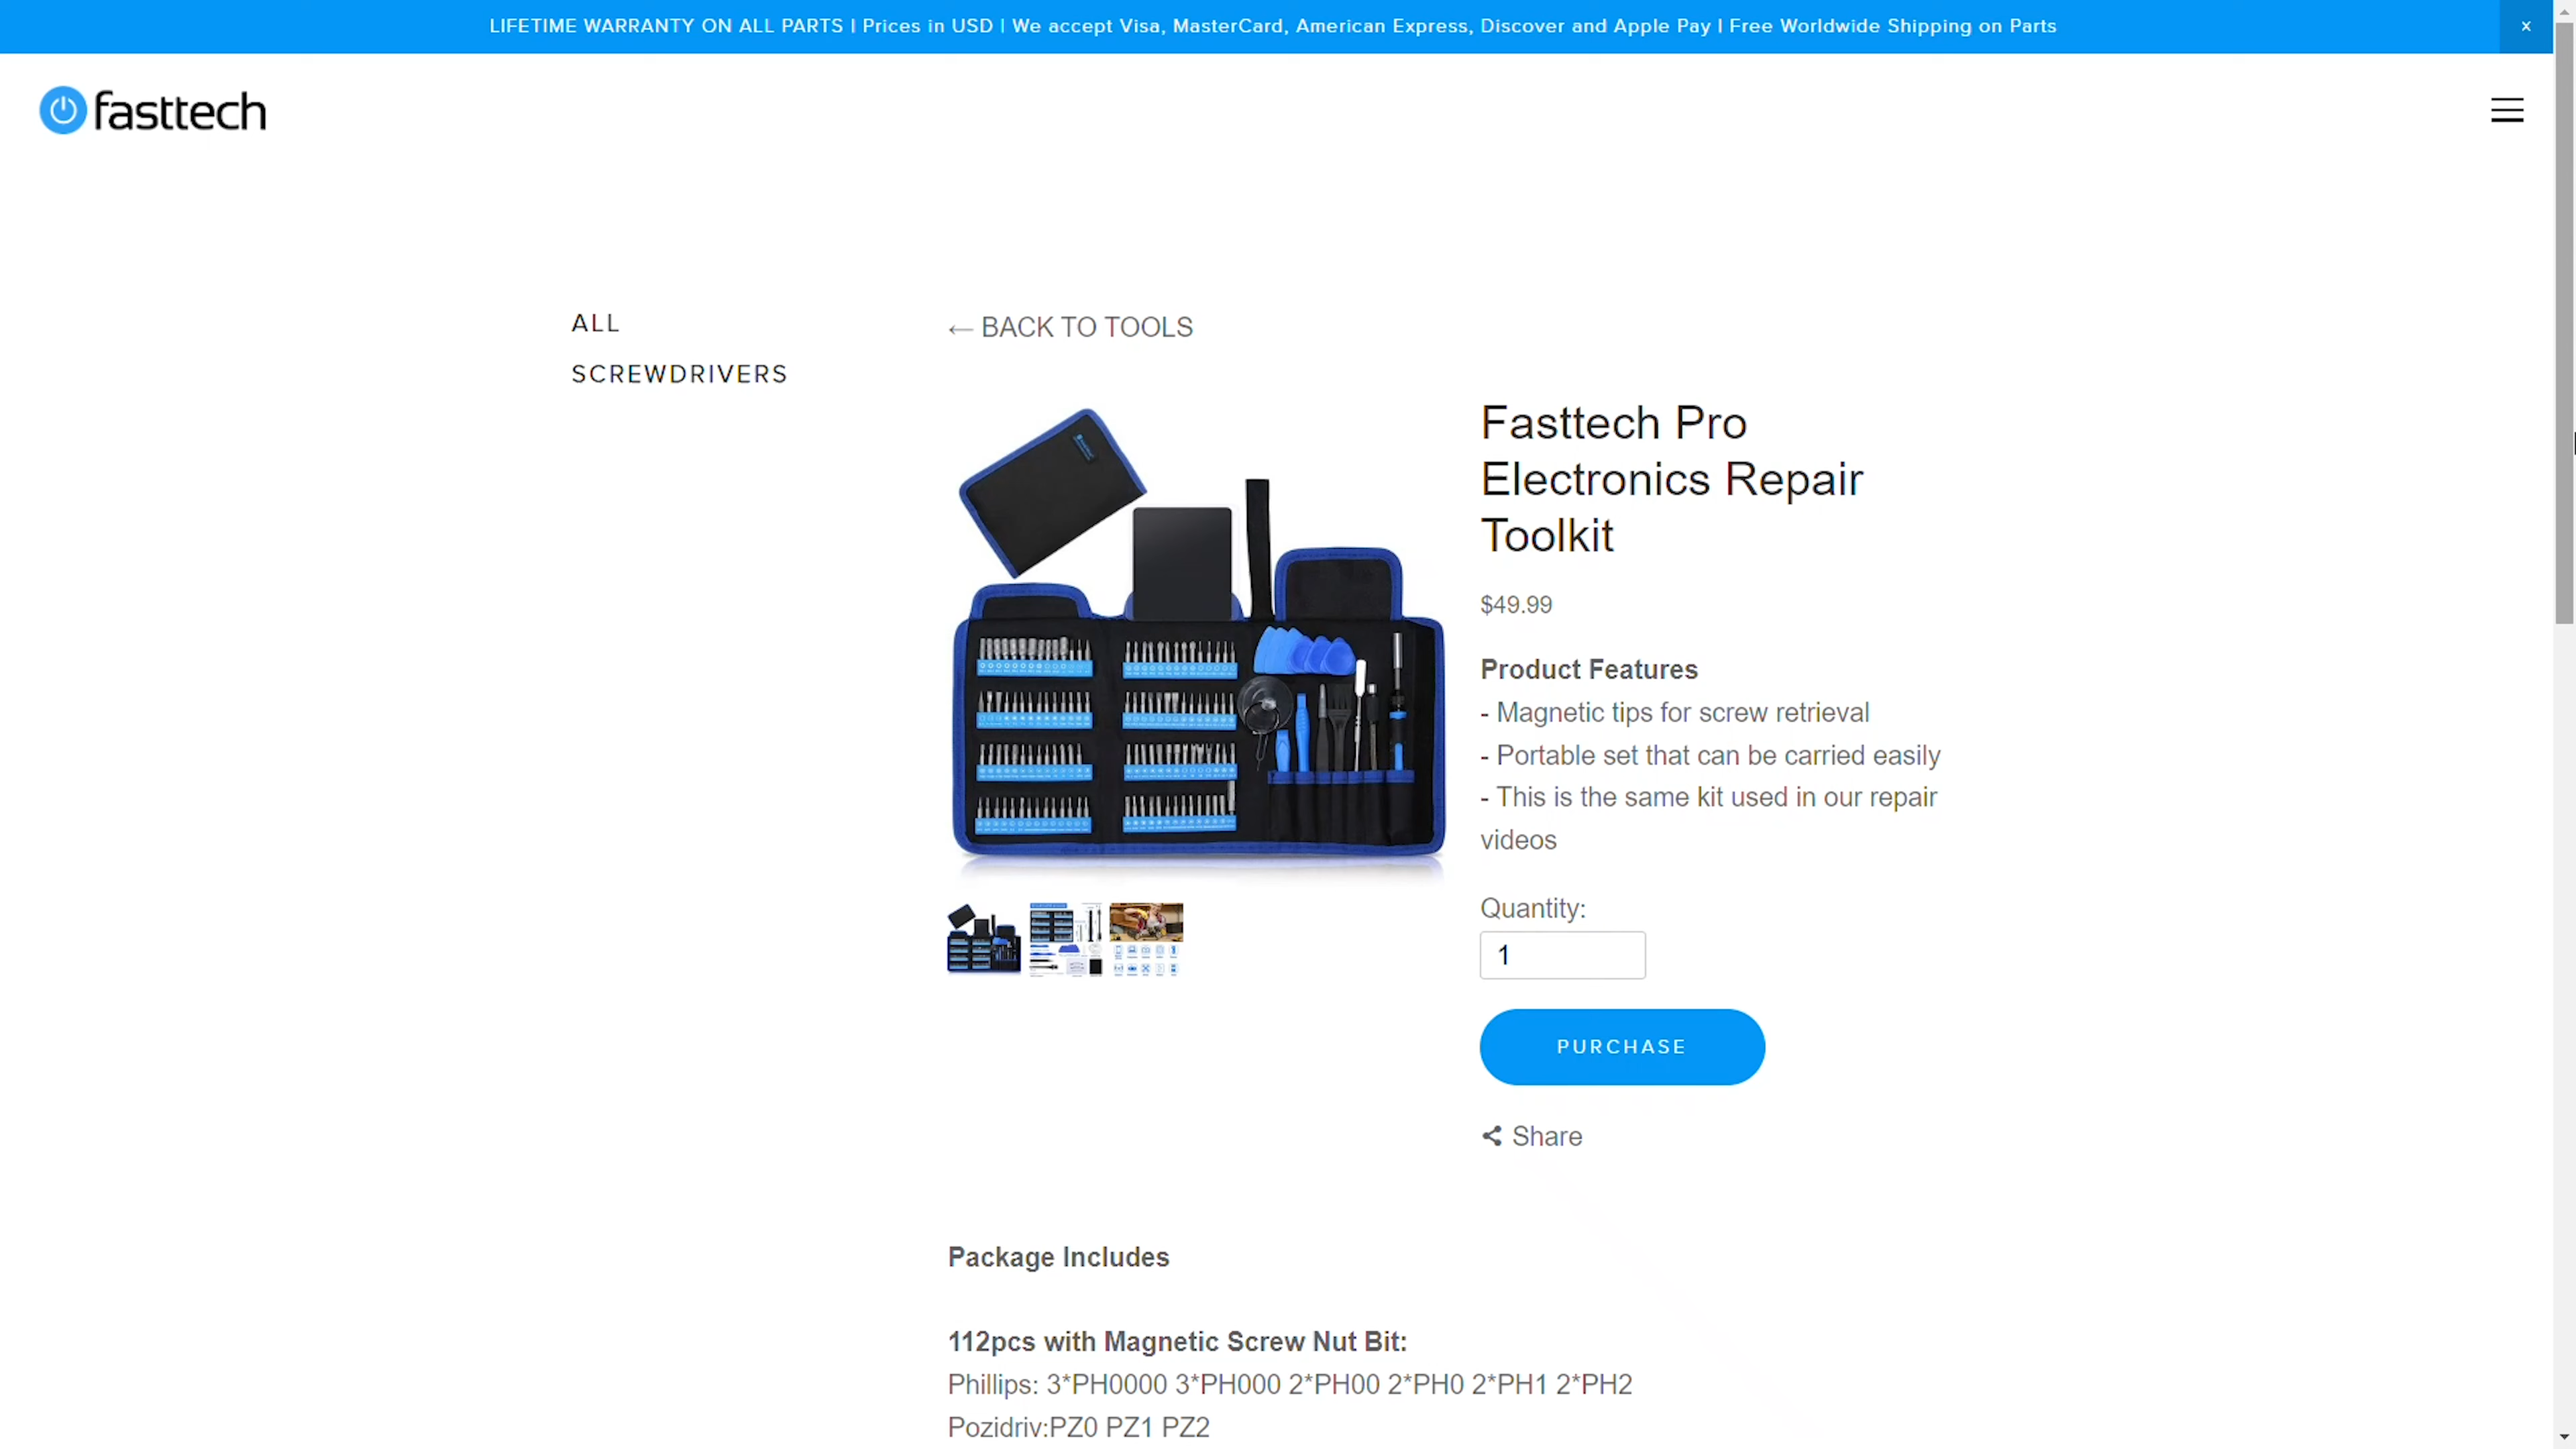 LIFETIME WARRANTY ON ALL PARTS | Prices in USD | We accept Visa, MasterCard, American Express, Discover and Apple Pay | Free Worldwide Shipping on Parts
×
fasttech
ALL
SCREWDRIVERS
← BACK TO TOOLS
Fasttech Pro
Electronics Repair
Toolkit
$49.99
Product Features
- Magnetic tips for screw retrieval
- Portable set that can be carried easily
- This is the same kit used in our repair
videos
Quantity:
1
PURCHASE
Share
Package Includes
112pcs with Magnetic Screw Nut Bit:
Phillips: 3*PH0000 3*PH000 2*PH00 2*PH0 2*PH1 2*PH2
Pozidriv:PZ0 PZ1 PZ2